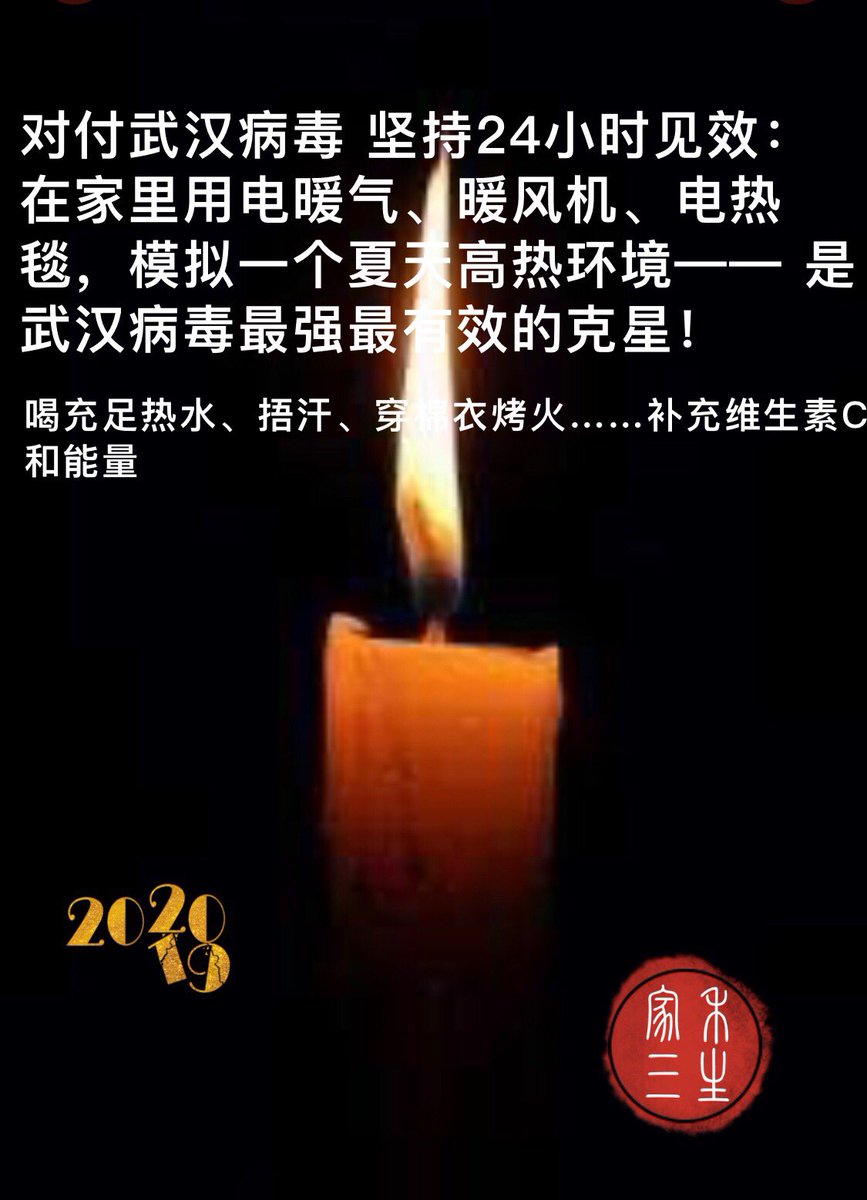 对付武汉病毒 坚持24小时见效：
在家里用电暖气、暖风机、电热
毯，模拟一个夏天高热环境—— 是
武汉病毒最强最有效的克星！
喝充足热水、捂汗、穿棉衣烤火……补充维生素C
和能量
2020
19
家 禾
三 生